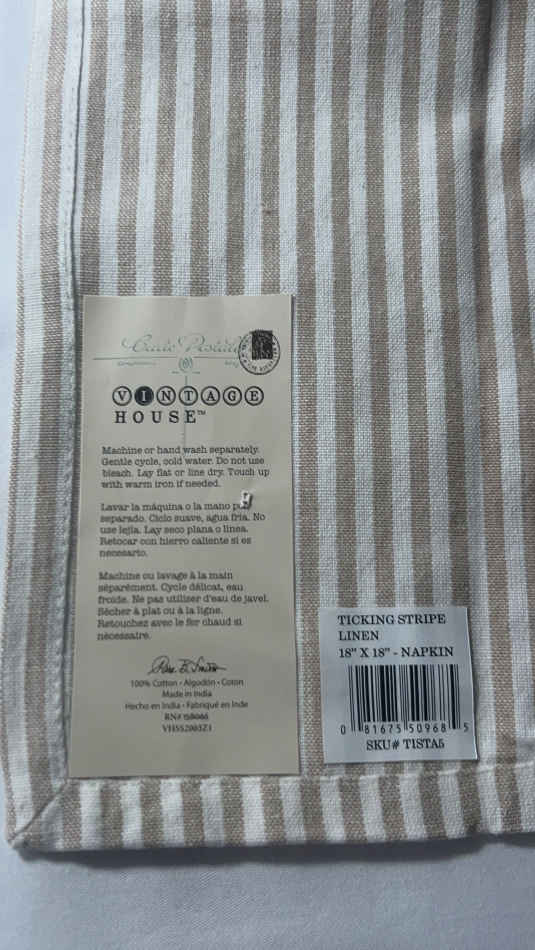 VINTAGE
HOUSE™
Machine or hand wash separately.
Gentle cycle, cold water. Do not use
bleach. Lay flat or line dry. Touch up
with warm iron if needed.
Lavar la máquina o la mano por
separado. Ciclo suave, agua fría. No
use lejía. Lay seco plana o línea.
Retocar con hierro caliente si es
necesario.
Machine ou lavage à la main
séparément. Cycle délicat, eau
froide. Ne pas utiliser d'eau de javel.
Sécher à plat ou à la ligne.
Retouchez avec le fer chaud si
nécessaire.
100% Cotton • Algodón • Coton
Made in India
Hecho en India • Fabriqué en Inde
RN#
VHSS2003Z1
TICKING STRIPE
LINEN
18" X 18" - NAPKIN
0 81675 50968 5
SKU# T1STA5